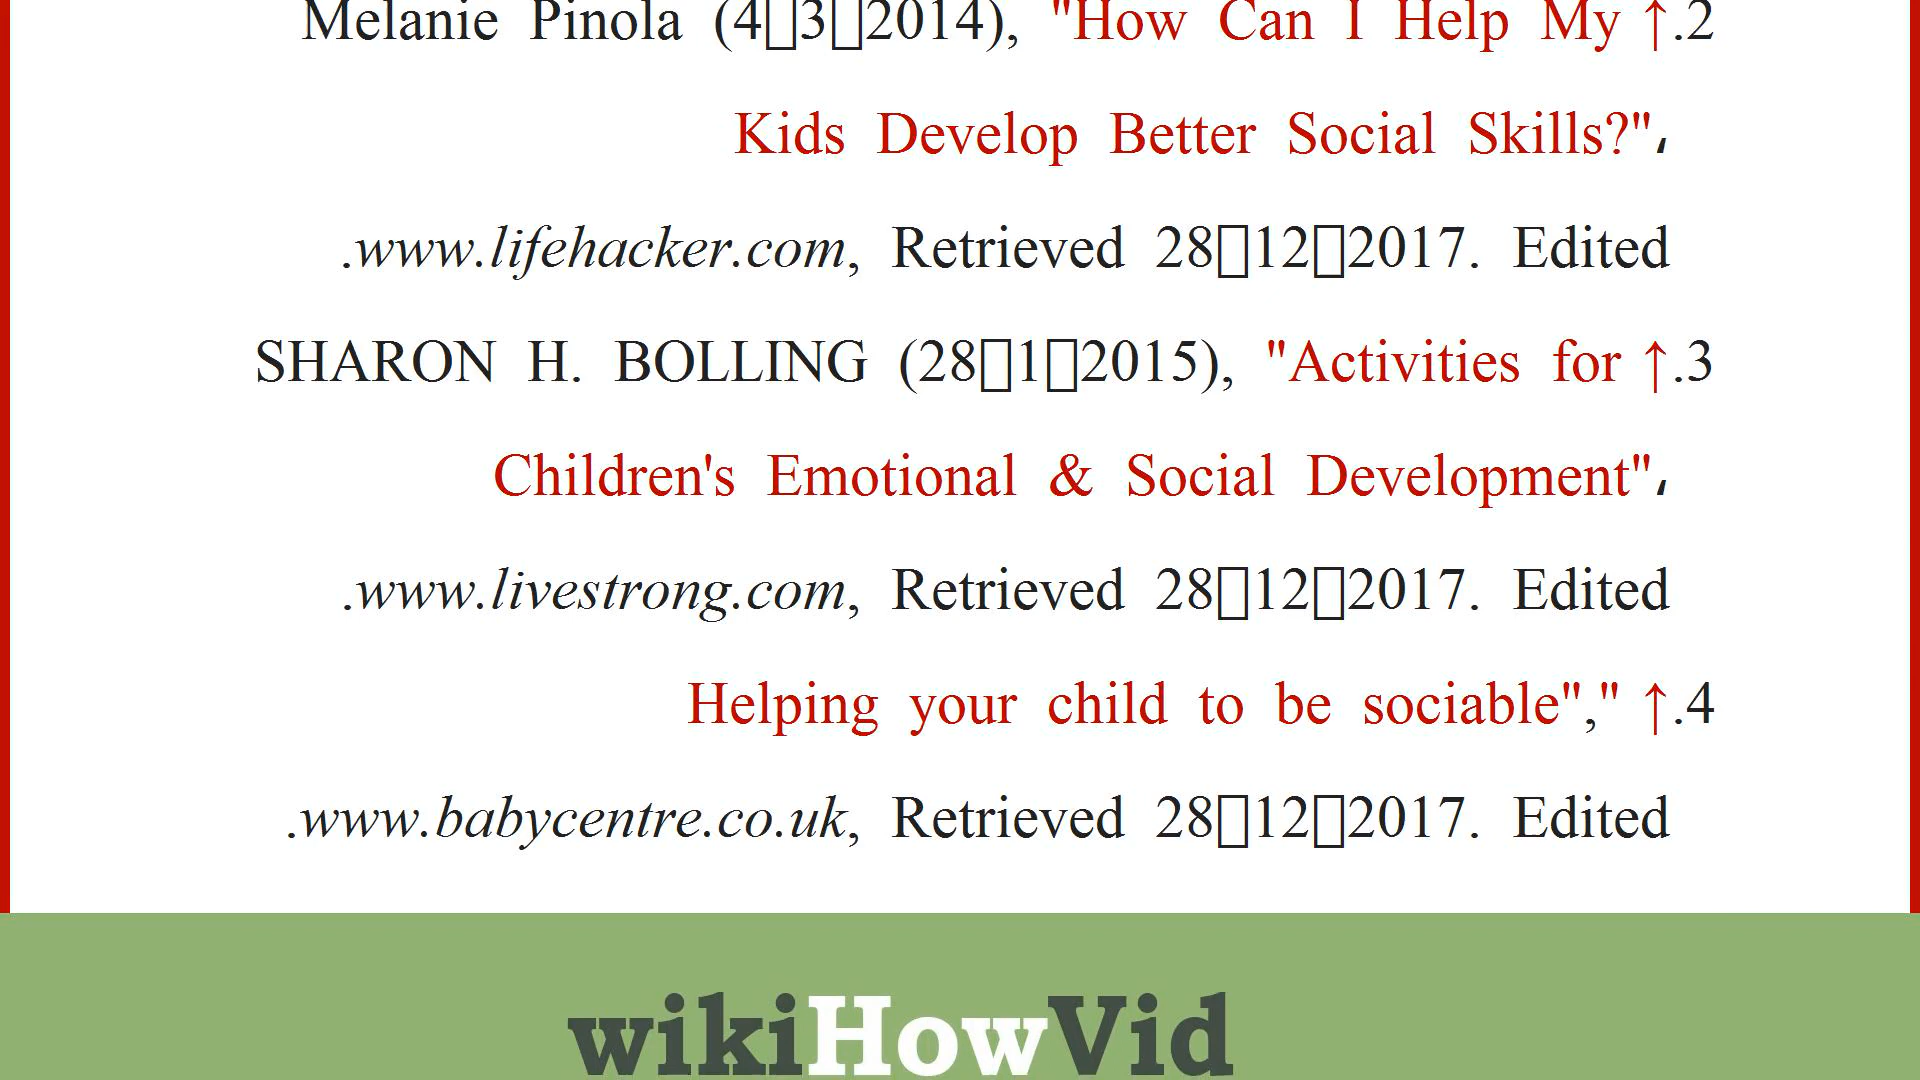 2.↑ Melanie Pinola (4▯3▯2014), "How Can I Help My
Kids Develop Better Social Skills?"،
www.lifehacker.com, Retrieved 28▯12▯2017. Edited.
3.↑ SHARON H. BOLLING (28▯1▯2015), "Activities for
Children's Emotional & Social Development"،
www.livestrong.com, Retrieved 28▯12▯2017. Edited.
4.↑ "Helping your child to be sociable","
www.babycentre.co.uk, Retrieved 28▯12▯2017. Edited.
wikiHowVid